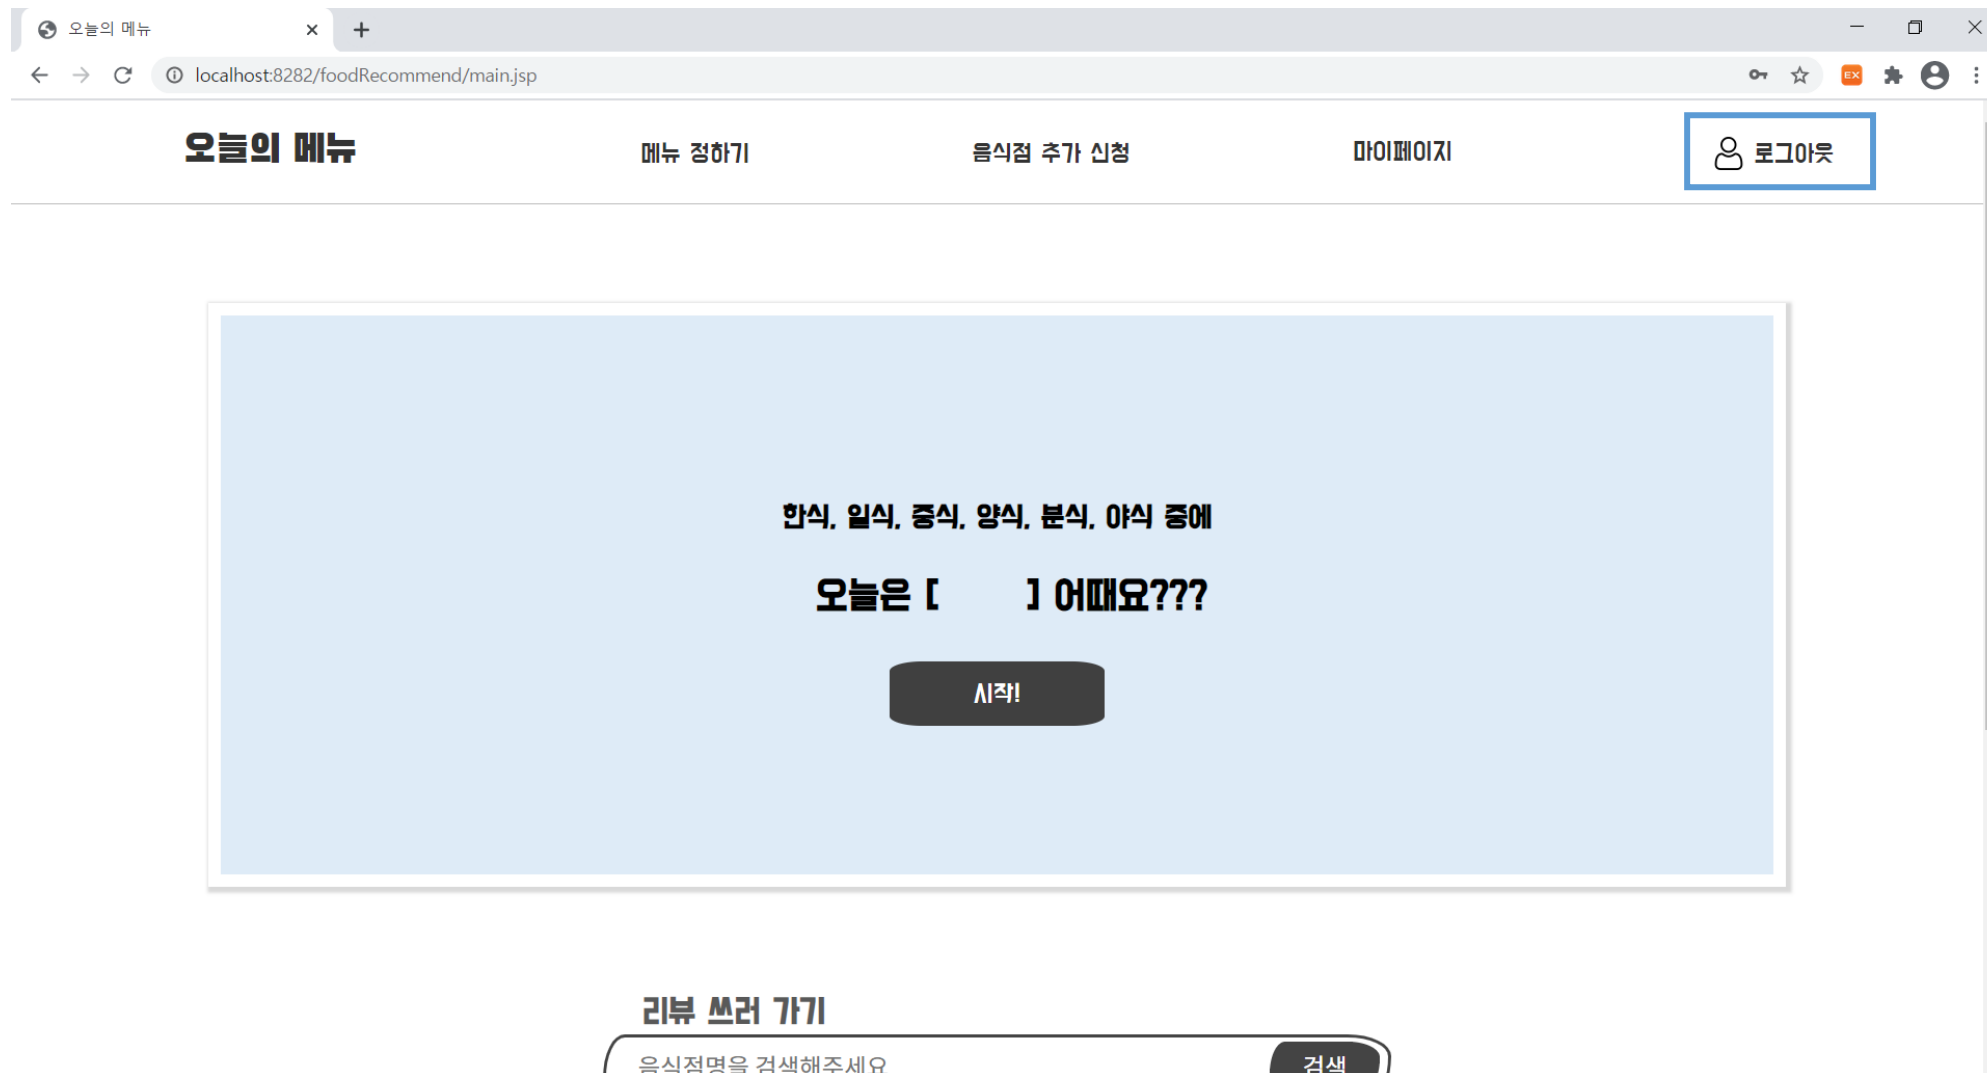 오늘의 메뉴
localhost:8282/foodRecommend/main.jsp
EX
오늘의 메뉴
메뉴 정하기
음식점 추가 신청
마이페이지
로그아웃
한식, 일식, 중식, 양식, 분식, 야식 중에
오늘은 [ ] 어때요???
시작!
리뷰 쓰러 가기
음식점명을 검색해주세요
검색